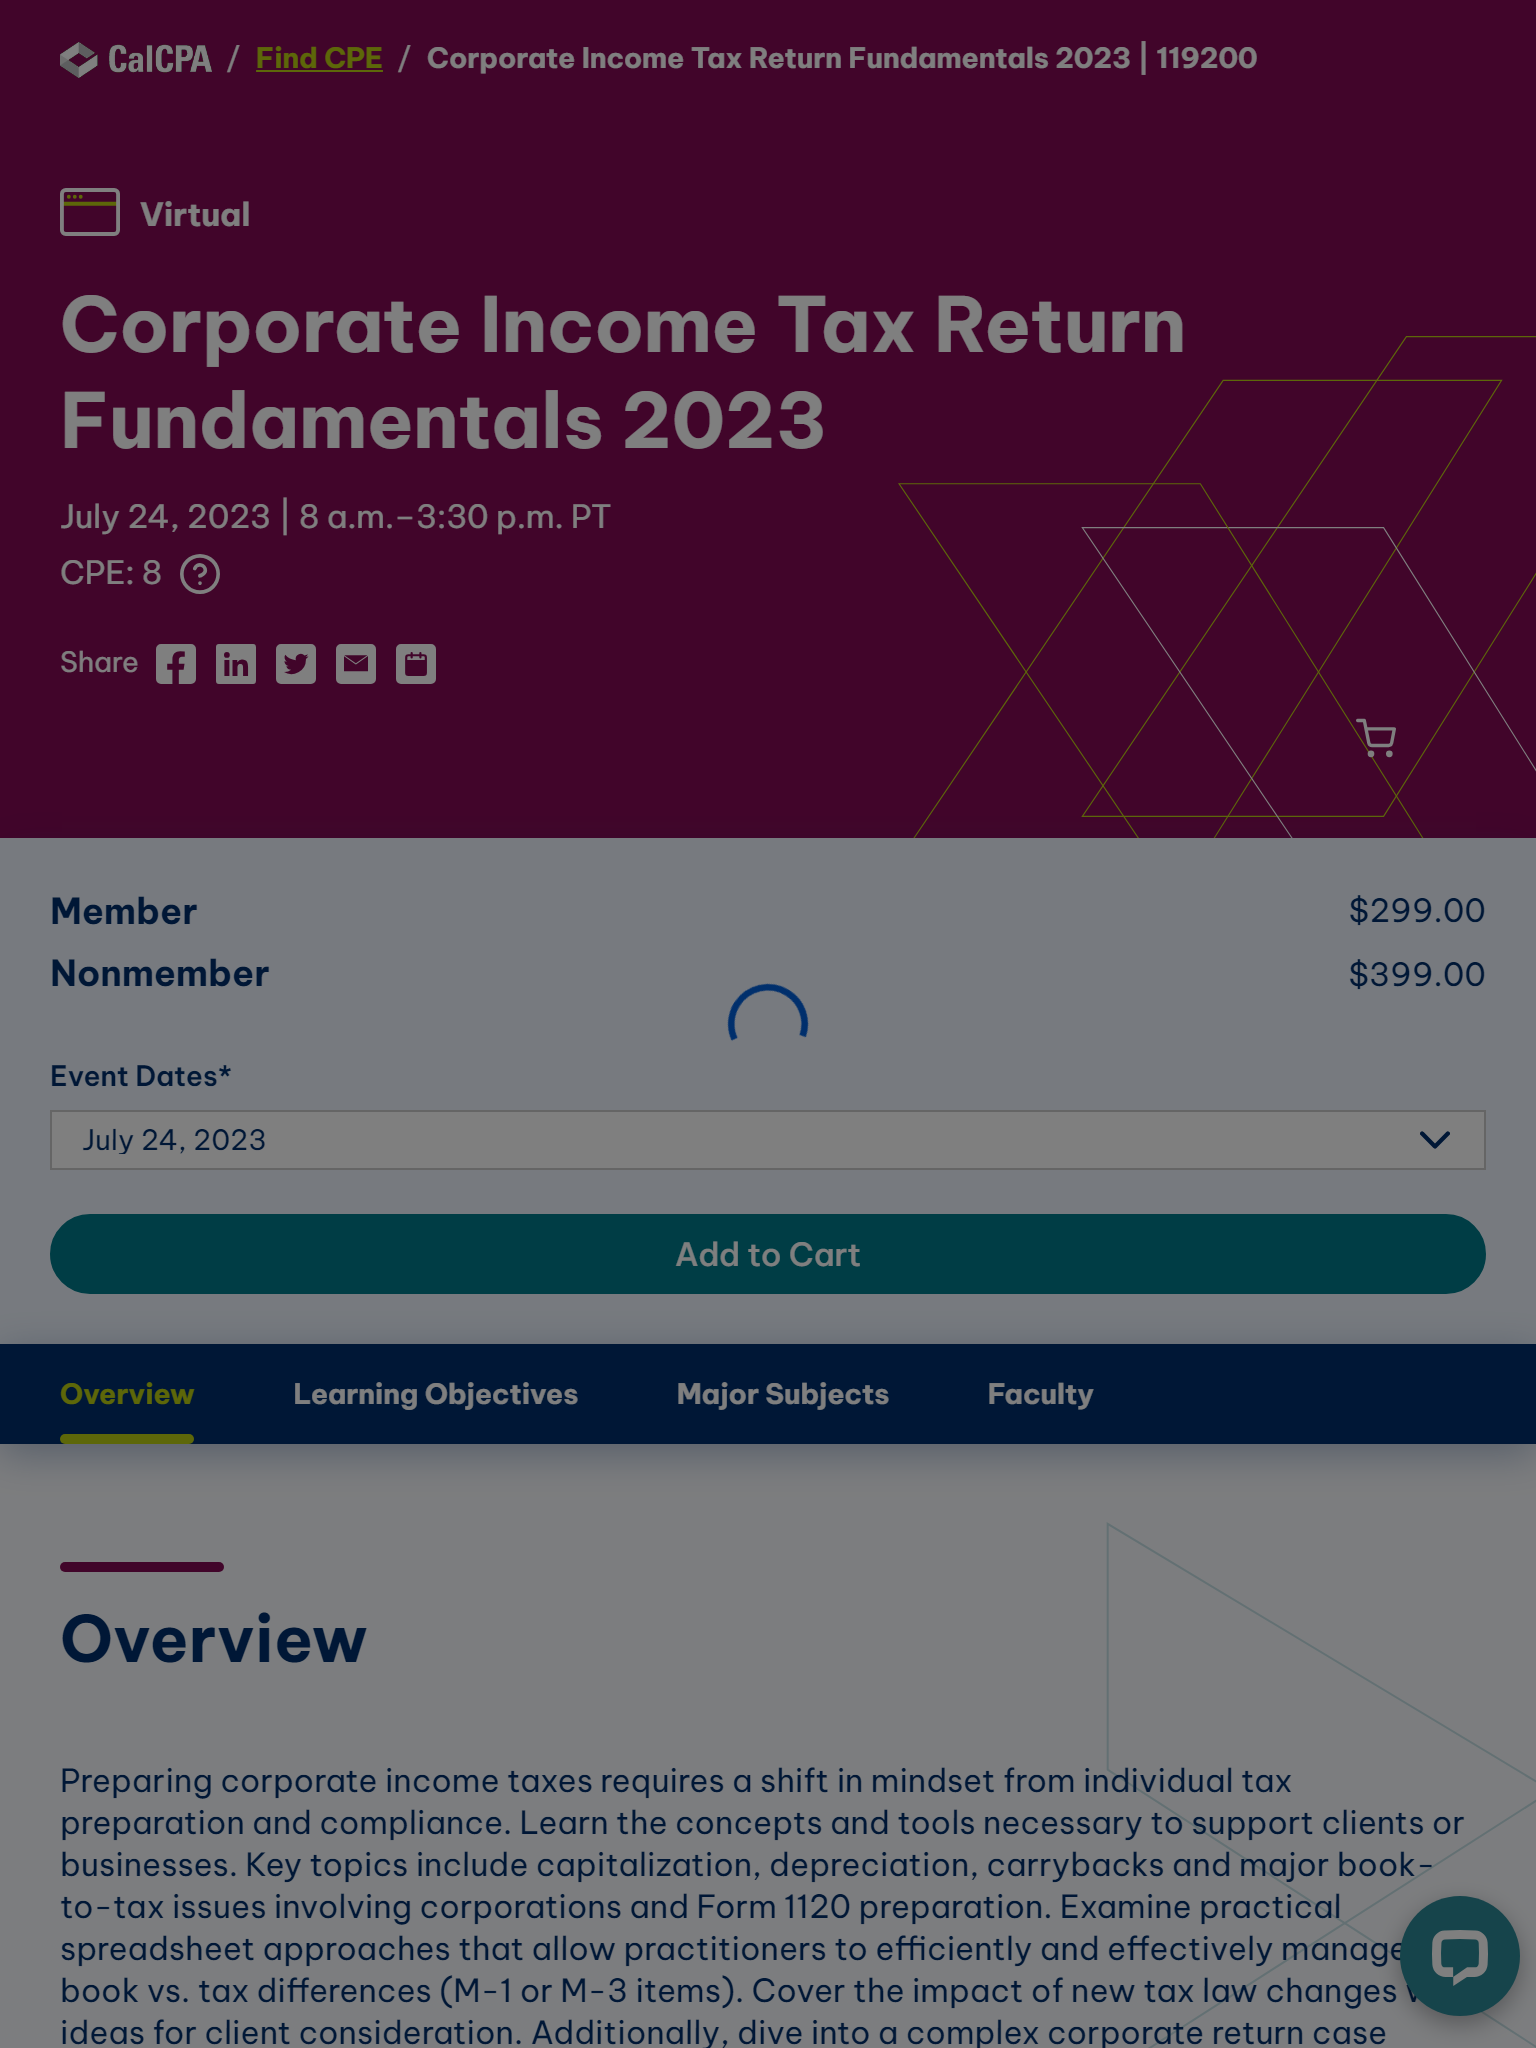 CalCPA / Find CPE / Corporate Income Tax Return Fundamentals 2023 | 119200
Virtual
Corporate Income Tax Return
Fundamentals 2023
July 24, 2023 | 8 a.m.–3:30 p.m. PT
CPE: 8 ?
Share
Member $299.00
Nonmember $399.00
Event Dates*
July 24, 2023
Add to Cart
Overview Learning Objectives Major Subjects Faculty
Overview
Preparing corporate income taxes requires a shift in mindset from individual tax
preparation and compliance. Learn the concepts and tools necessary to support clients or
businesses. Key topics include capitalization, depreciation, carrybacks and major book-
to-tax issues involving corporations and Form 1120 preparation. Examine practical
spreadsheet approaches that allow practitioners to efficiently and effectively manage
book vs. tax differences (M-1 or M-3 items). Cover the impact of new tax law changes
ideas for client consideration. Additionally, dive into a complex corporate return case